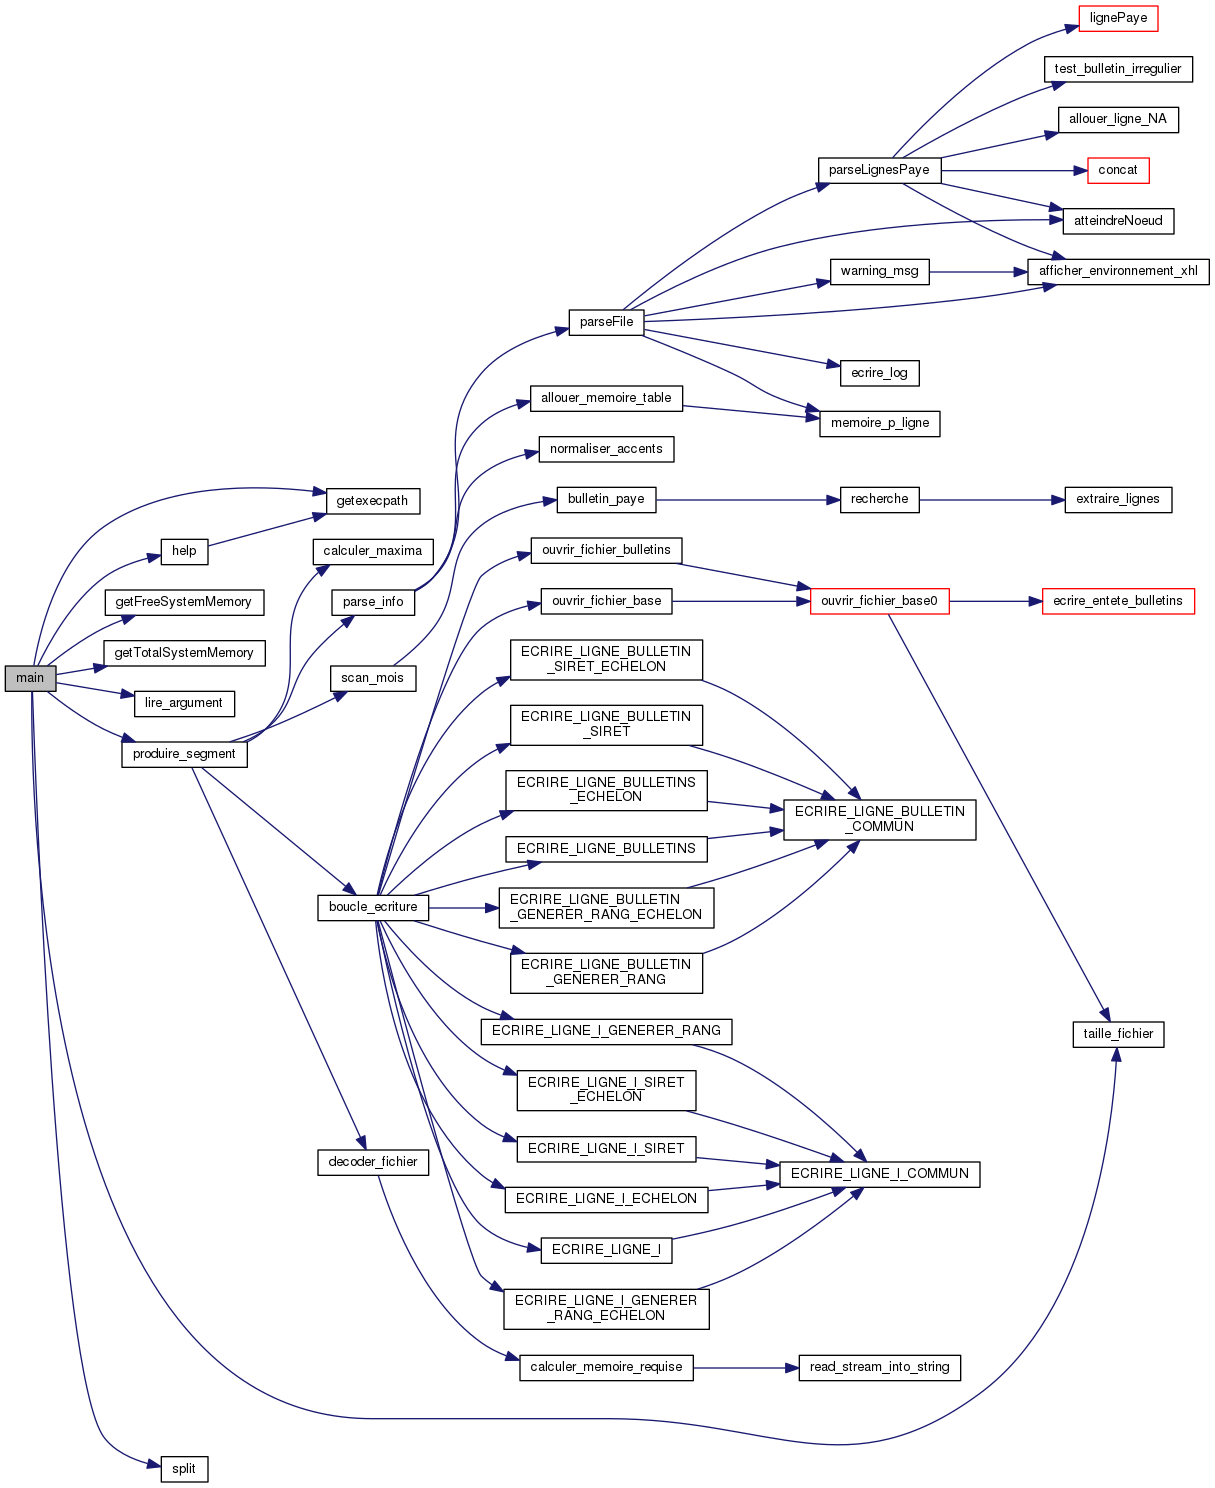 lignePaye
test_bulletin_irregulier
allouer_ligne_NA
parseLignesPaye
concat
atteindreNoeud
warning_msg
afficher_environnement_xhl
parseFile
ecrire_log
allouer_memoire_table
memoire_p_ligne
normaliser_accents
getexecpath
bulletin_paye
recherche
extraire_lignes
help
calculer_maxima
ouvrir_fichier_bulletins
getFreeSystemMemory
parse_info
ouvrir_fichier_base
ouvrir_fichier_base0
ecrire_entete_bulletins
getTotalSystemMemory
ECRIRE_LIGNE_BULLETIN
_SIRET_ECHELON
main
scan_mois
lire_argument
ECRIRE_LIGNE_BULLETIN
_SIRET
produire_segment
ECRIRE_LIGNE_BULLETINS
_ECHELON
ECRIRE_LIGNE_BULLETIN
_COMMUN
ECRIRE_LIGNE_BULLETINS
boucle_ecriture
ECRIRE_LIGNE_BULLETIN
_GENERER_RANG_ECHELON
ECRIRE_LIGNE_BULLETIN
_GENERER_RANG
ECRIRE_LIGNE_I_GENERER_RANG
taille_fichier
ECRIRE_LIGNE_I_SIRET
_ECHELON
ECRIRE_LIGNE_I_SIRET
decoder_fichier
ECRIRE_LIGNE_I_COMMUN
ECRIRE_LIGNE_I_ECHELON
ECRIRE_LIGNE_I
ECRIRE_LIGNE_I_GENERER
_RANG_ECHELON
calculer_memoire_requise
read_stream_into_string
split